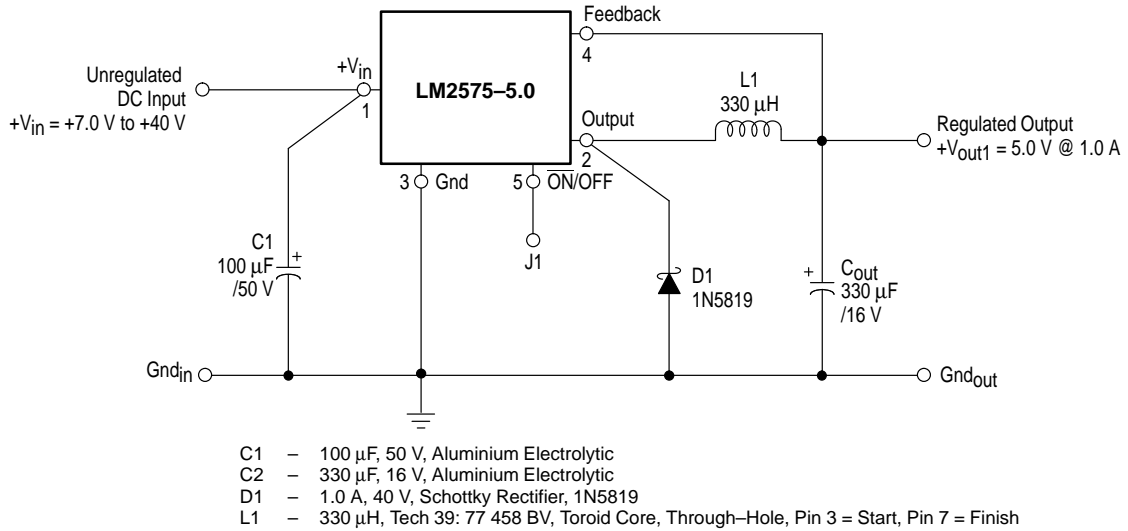 Feedback
4
Unregulated
DC Input
+Vin = +7.0 V to +40 V
+Vin
1
LM2575–5.0
L1
330 μH
Output
2
Regulated Output
+Vout1 = 5.0 V @ 1.0 A
3 Gnd
5 ON/OFF
J1
C1
100 μF
/50 V
+
D1
1N5819
+
Cout
330 μF
/16 V
Gndin
Gndout
C1 – 100 μF, 50 V, Aluminium Electrolytic
C2 – 330 μF, 16 V, Aluminium Electrolytic
D1 – 1.0 A, 40 V, Schottky Rectifier, 1N5819
L1 – 330 μH, Tech 39: 77 458 BV, Toroid Core, Through–Hole, Pin 3 = Start, Pin 7 = Finish